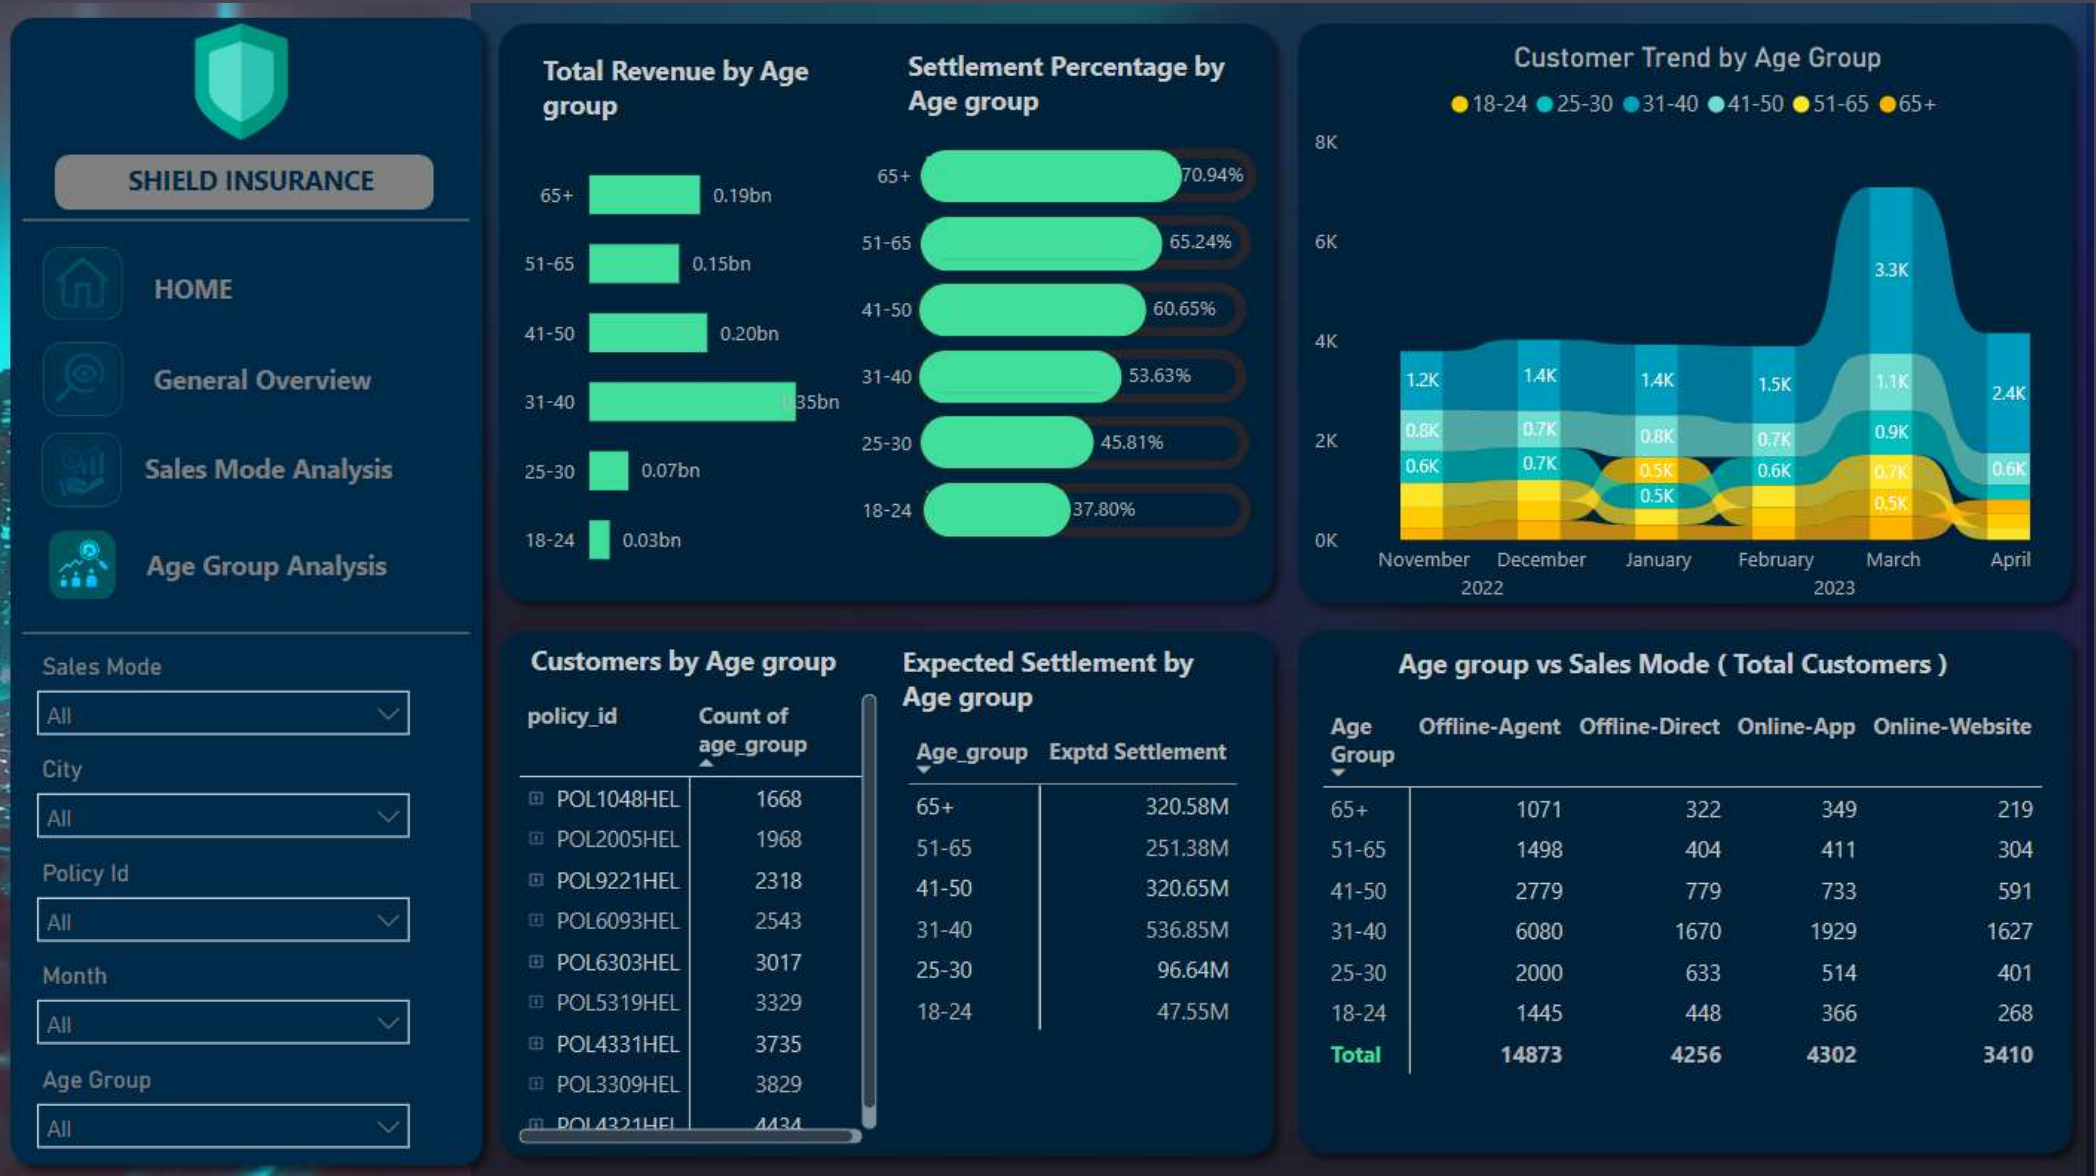 SHIELD INSURANCE
HOME
General Overview
Sales Mode Analysis
Age Group Analysis
Sales Mode
All
City
All
Policy Id
All
Month
All
Age Group
All
Total Revenue by Age
group
65+ 0.19bn
51-65 0.15bn
41-50 0.20bn
31-40 0.35bn
25-30 0.07bn
18-24 0.03bn
Settlement Percentage by
Age group
65+ 70.94%
51-65 65.24%
41-50 60.65%
31-40 53.63%
25-30 45.81%
18-24 37.80%
Customer Trend by Age Group
18-24 25-30 31-40 41-50 51-65 65+
8K
6K
4K
2K
0K
1.2K 0.8K 0.6K
1.4K 0.7K 0.7K
1.4K 0.8K 0.5K 0.5K
1.5K 0.7K 0.6K
3.3K 1.1K 0.9K 0.7K 0.5K
2.4K 0.6K
November December January February March April
2022 2023
Customers by Age group
policy_id Count of
age_group
POL1048HEL 1668
POL2005HEL 1968
POL9221HEL 2318
POL6093HEL 2543
POL6303HEL 3017
POL5319HEL 3329
POL4331HEL 3735
POL3309HEL 3829
POL4321HEL 4434
Expected Settlement by
Age group
Age_group Exptd Settlement
65+ 320.58M
51-65 251.38M
41-50 320.65M
31-40 536.85M
25-30 96.64M
18-24 47.55M
Age group vs Sales Mode ( Total Customers )
Age Offline-Agent Offline-Direct Online-App Online-Website
Group
65+ 1071 322 349 219
51-65 1498 404 411 304
41-50 2779 779 733 591
31-40 6080 1670 1929 1627
25-30 2000 633 514 401
18-24 1445 448 366 268
Total 14873 4256 4302 3410